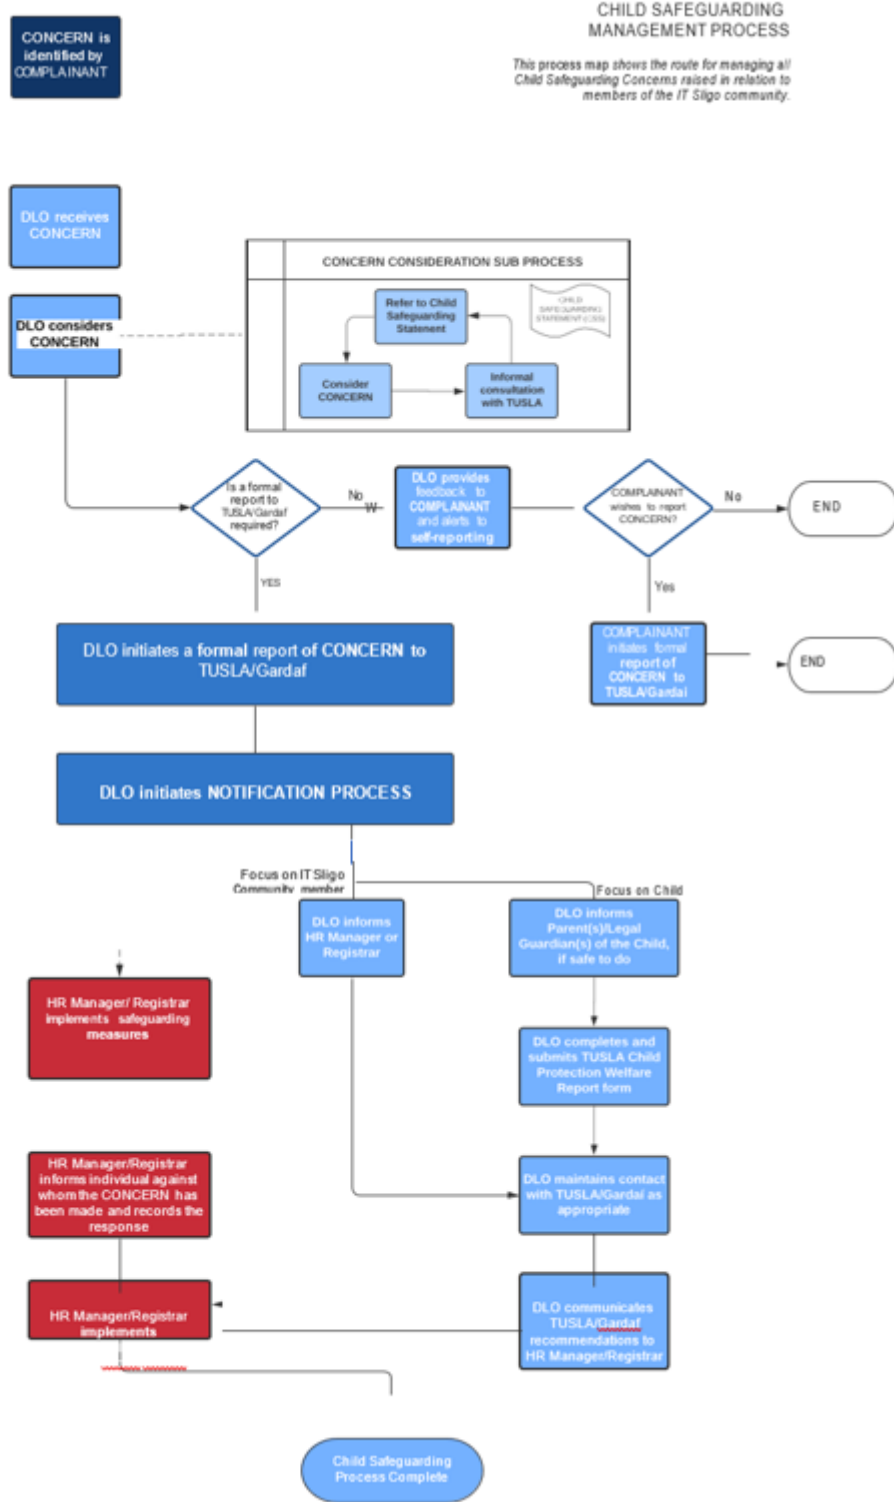 CHILD SAFEGUARDING
MANAGEMENT PROCESS
This process map shows the route for managing all
Child Safeguarding Concerns raised in relation to
members of the IT Sligo community.
CONCERN is
identified by
COMPLAINANT
DLO receives
CONCERN
DLO considers
CONCERN
CONCERN CONSIDERATION SUB PROCESS
Refer to Child
Safeguarding
Statement
CHILD
SAFEGUARDING
STATEMENT (CSS)
Consider
CONCERN
Informal
consultation
with TUSLA
Is a formal
report to
TUSLA/Gardaf
required?
No
W
DLO provides
feedback to
COMPLAINANT
and alerts to
self-reporting
COMPLAINANT
wishes to report
CONCERN?
No
END
YES
Yes
DLO initiates a formal report of CONCERN to
TUSLA/Gardaf
COMPLAINANT
initiates formal
report of
CONCERN to
TUSLA/Gardai
END
DLO initiates NOTIFICATION PROCESS
Focus on IT Sligo
Community member
Focus on Child
DLO informs
HR Manager or
Registrar
DLO informs
Parent(s)/Legal
Guardian(s) of the Child,
if safe to do
HR Manager/ Registrar
implements safeguarding
measures
DLO completes and
submits TUSLA Child
Protection Welfare
Report form
HR Manager/Registrar
informs individual against
whom the CONCERN has
been made and records the
response
DLO maintains contact
with TUSLA/Gardaí as
appropriate
HR Manager/Registrar
implements
DLO communicates
TUSLA/Gardaf
recommendations to
HR Manager/Registrar
Child Safeguarding
Process Complete